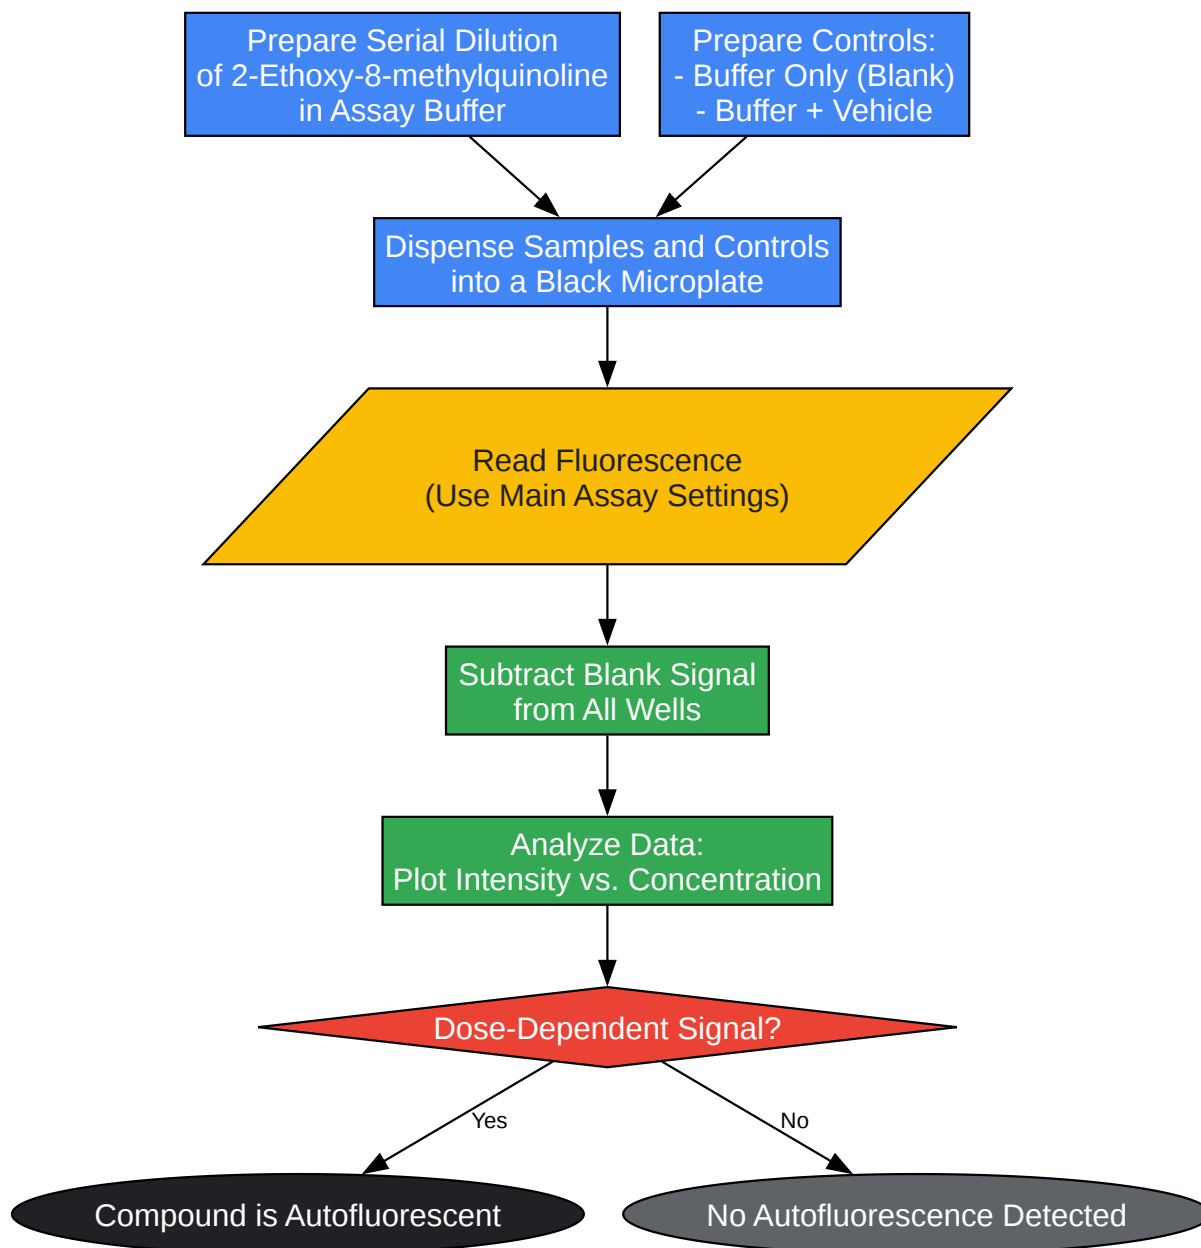 Prepare Serial Dilution
of 2-Ethoxy-8-methylquinoline
in Assay Buffer
Prepare Controls:
- Buffer Only (Blank)
- Buffer + Vehicle
Dispense Samples and Controls
into a Black Microplate
Read Fluorescence
(Use Main Assay Settings)
Subtract Blank Signal
from All Wells
Analyze Data:
Plot Intensity vs. Concentration
Dose-Dependent Signal?
Yes
No
Compound is Autofluorescent
No Autofluorescence Detected